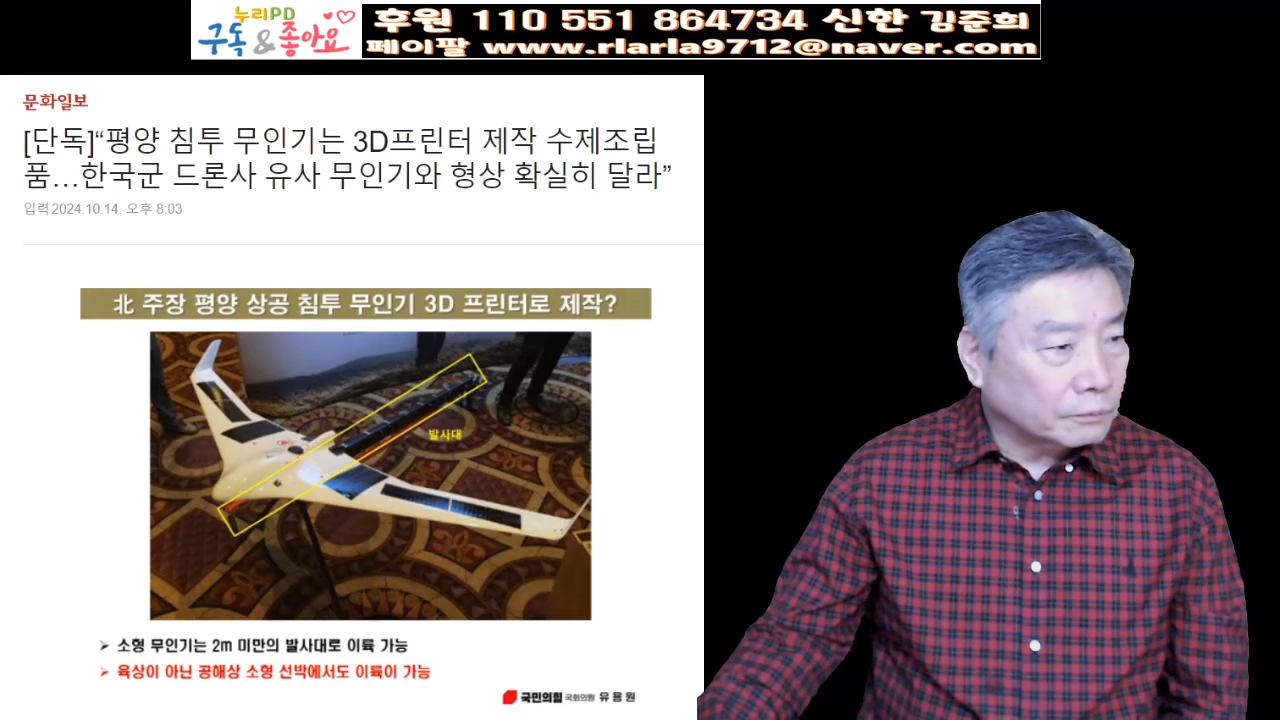 누리PD
구독&좋아요
후원 110 551 864734 신한 김준희
페이팔 www.rlarla9712@naver.com
문화일보
[단독]“평양 침투 무인기는 3D프린터 제작 수제조립
품…한국군 드론사 유사 무인기와 형상 확실히 달라”
입력 2024.10.14. 오후 8:03
北 주장 평양 상공 침투 무인기 3D 프린터로 제작?
발사대
➢ 소형 무인기는 2m 미만의 발사대로 이륙 가능
➢ 육상이 아닌 공해상 소형 선박에서도 이륙이 가능
국민의힘 국회의원 유용원